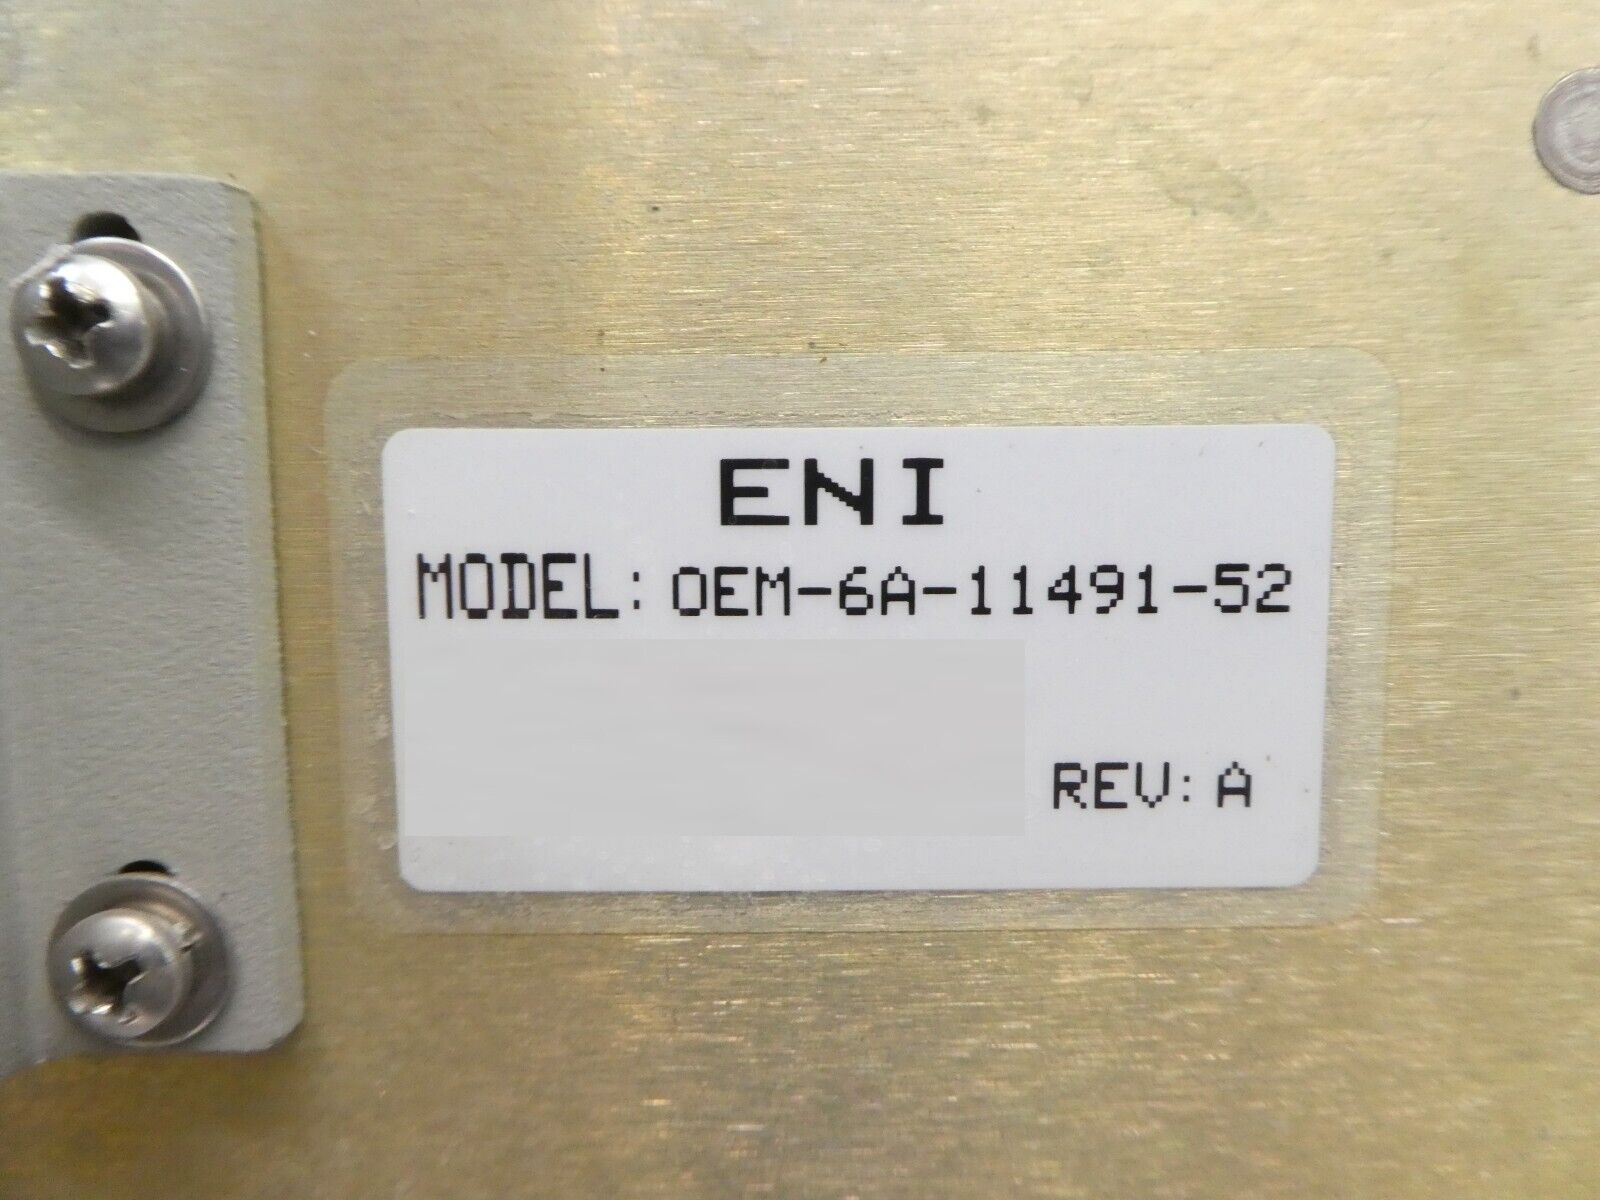 ENI
MODEL: OEM-6A-11491-52
REV: A